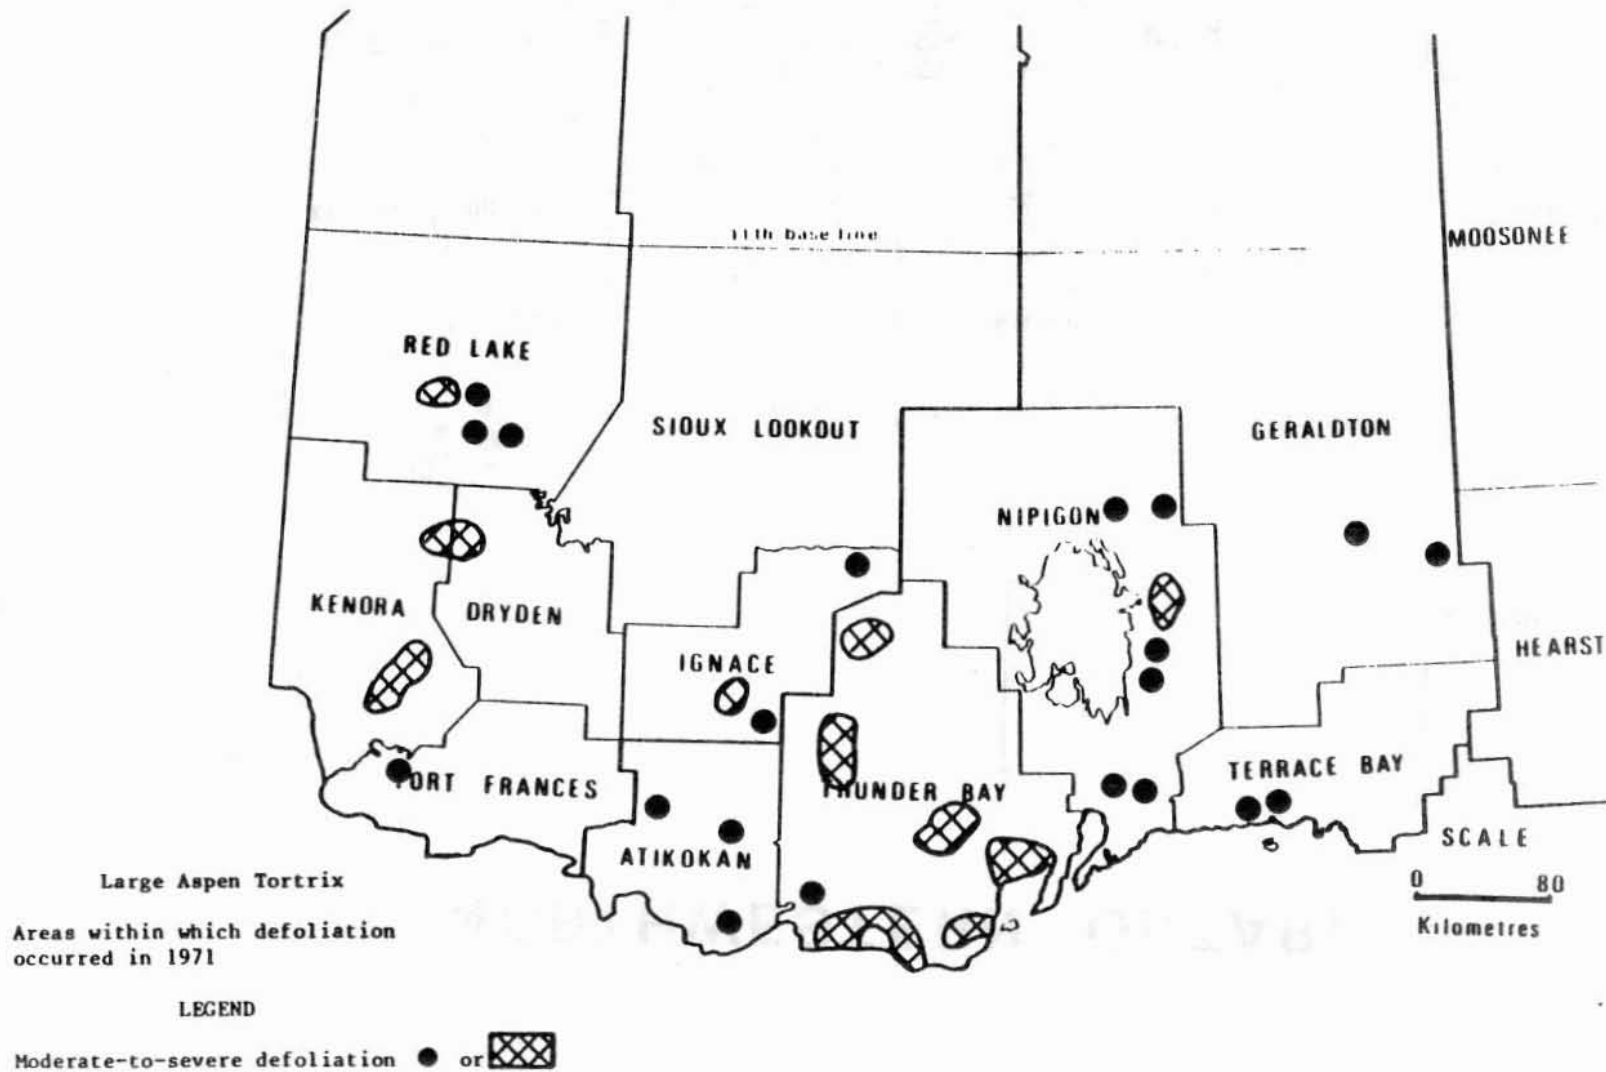 11th base line
MOOSONEE
RED LAKE
SIOUX LOOKOUT
GERALDTON
NIPIGON
KENORA
DRYDEN
IGNACE
HEARST
FORT FRANCES
THUNDER BAY
TERRACE BAY
ATIKOKAN
SCALE
0 80
Kilometres
Large Aspen Tortrix
Areas within which defoliation
occurred in 1971
LEGEND
Moderate-to-severe defoliation or